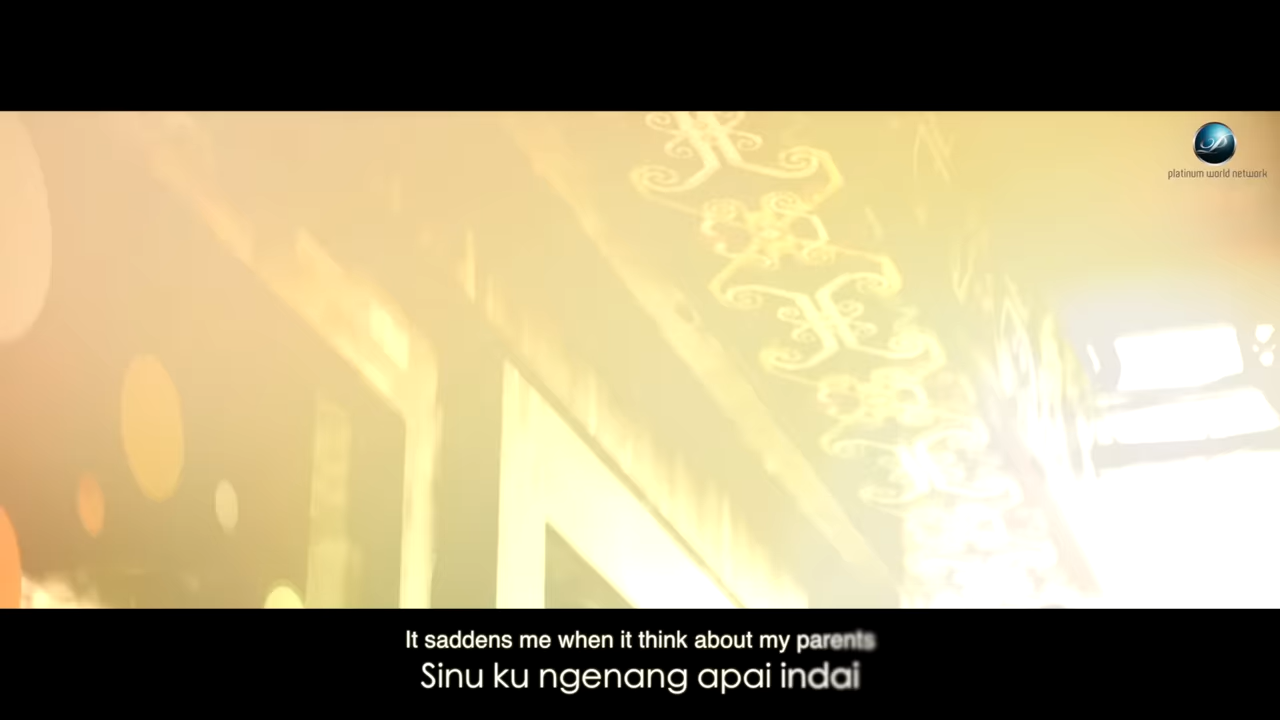 platinum world network
It saddens me when it think about my parents
Sinu ku ngenang apai indai